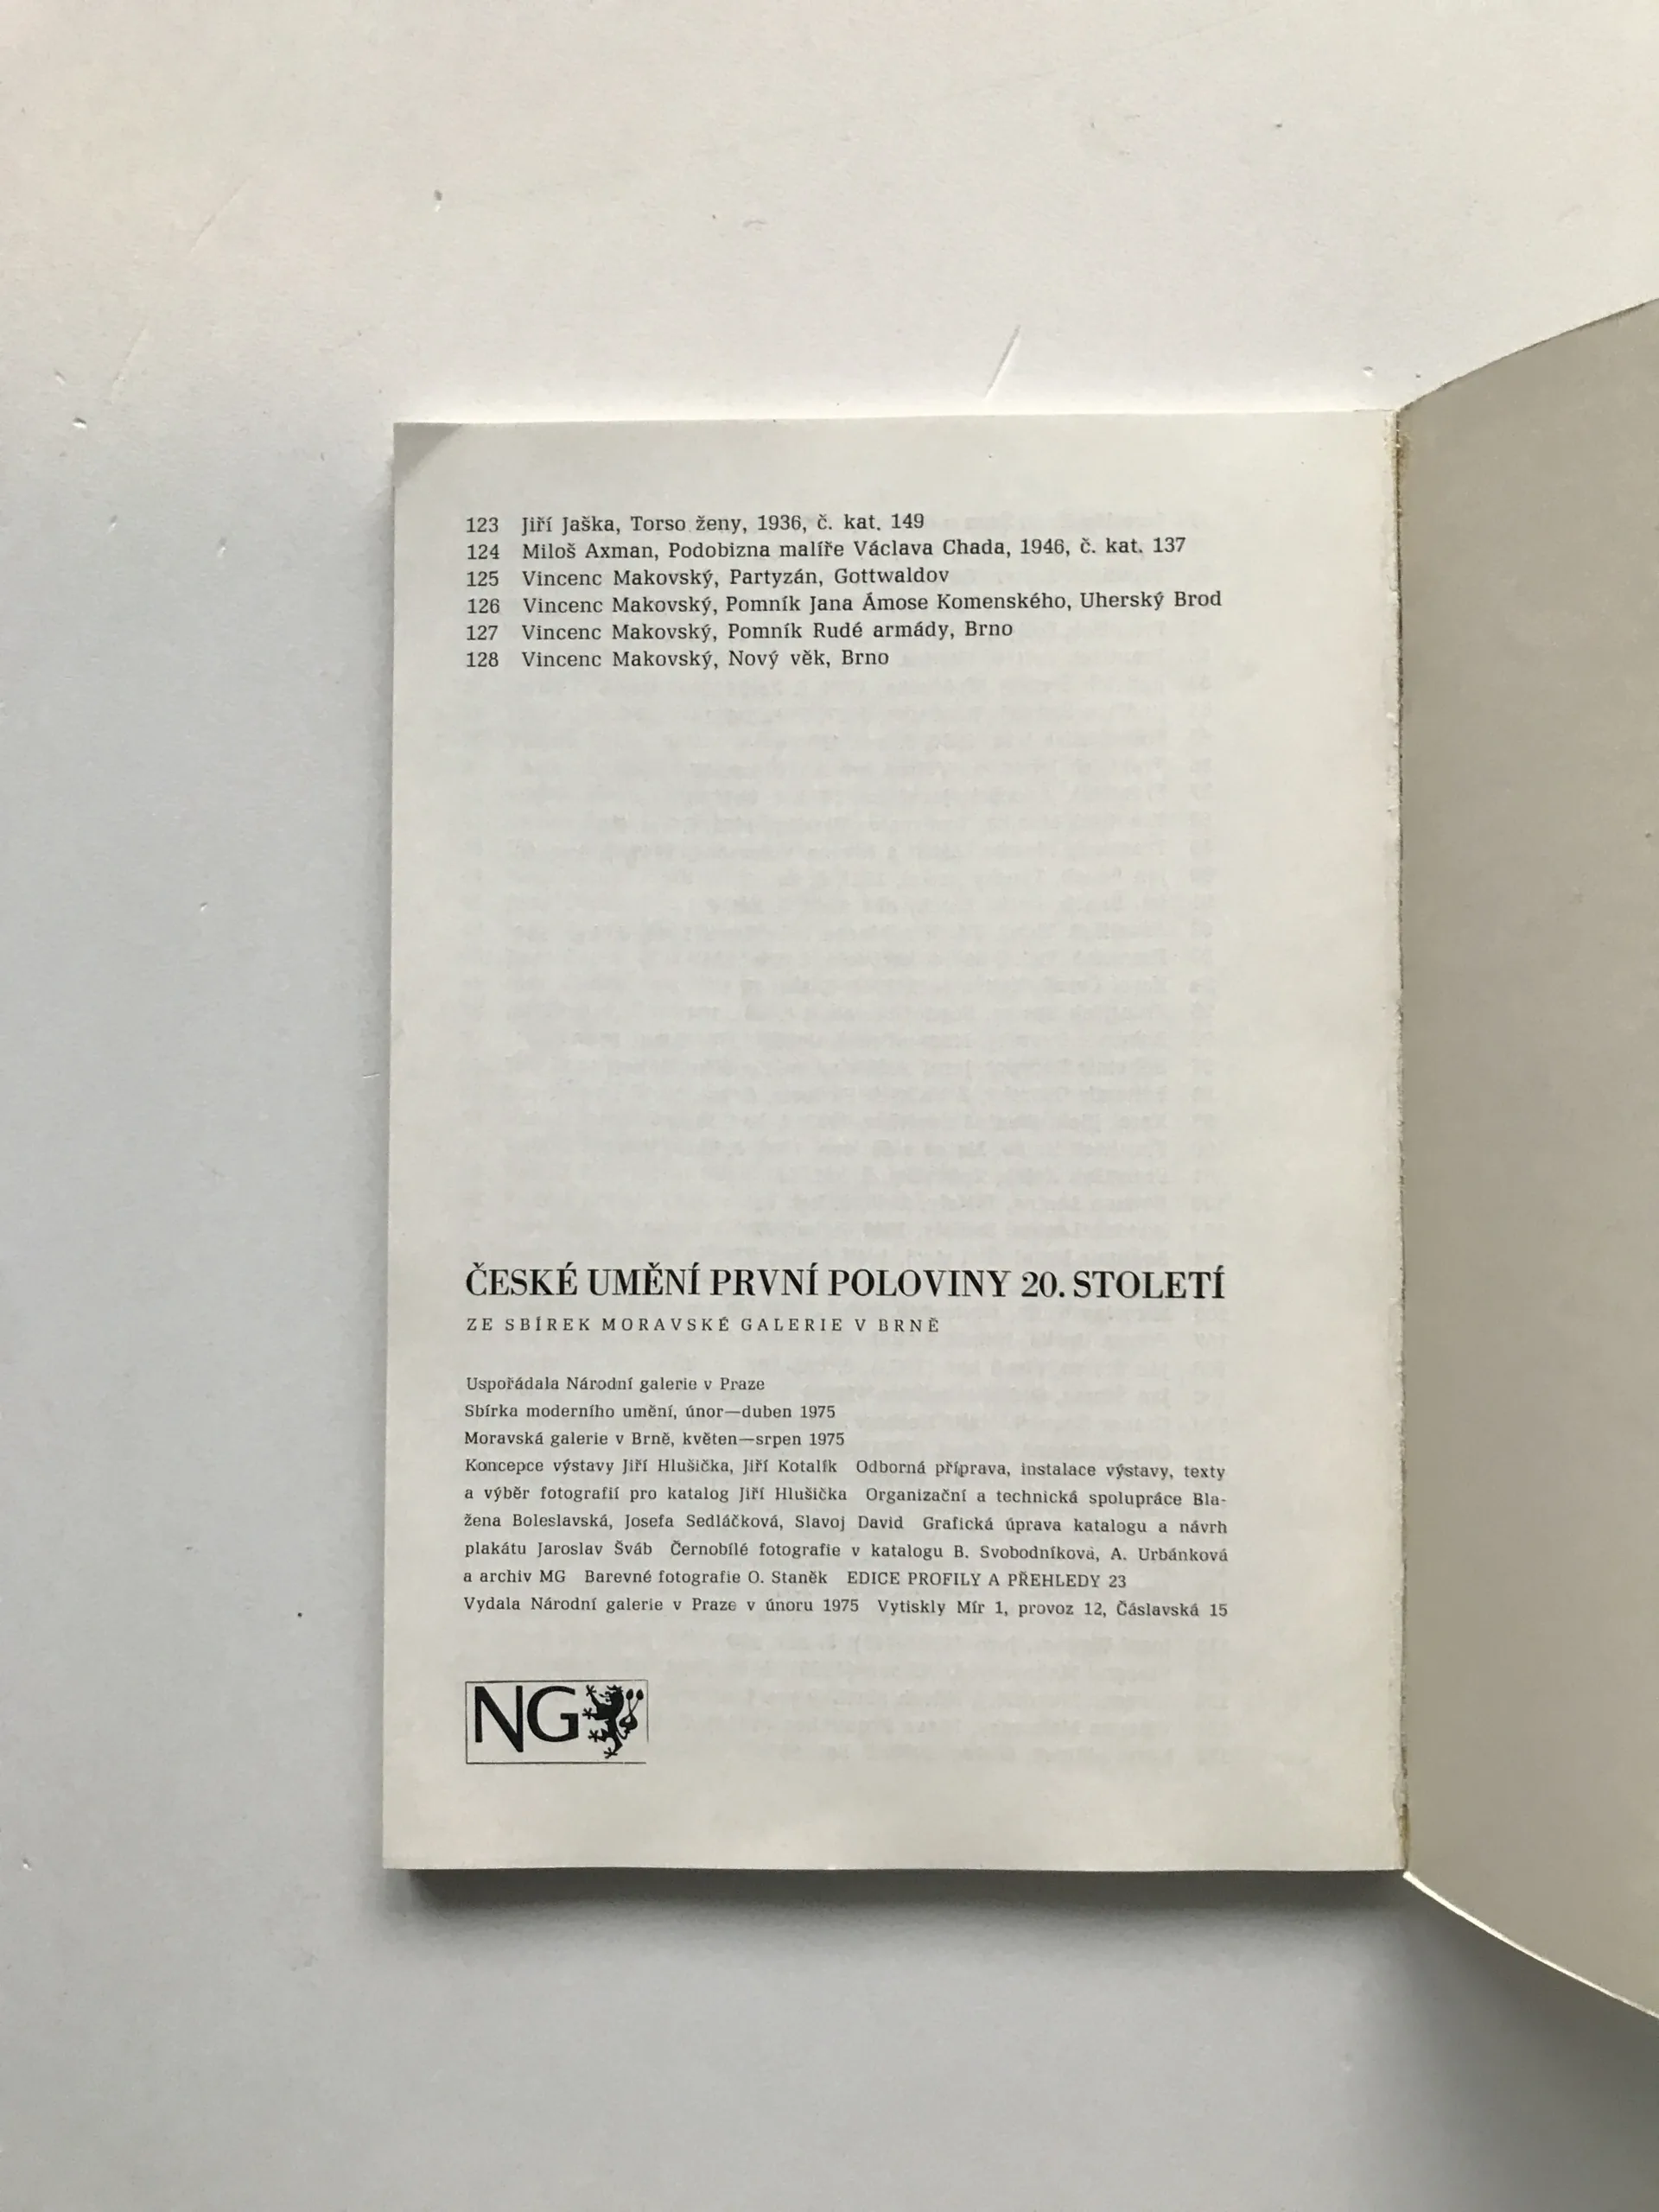 123 Jiří Jaška, Torso ženy, 1936, č. kat. 149
124 Miloš Axman, Podobizna malíře Václava Chada, 1946, č. kat. 137
125 Vincenc Makovský, Partyzán, Gottwaldov
126 Vincenc Makovský, Pomník Jana Ámose Komenského, Uherský Brod
127 Vincenc Makovský, Pomník Rudé armády, Brno
128 Vincenc Makovský, Nový věk, Brno
ČESKÉ UMĚNÍ PRVNÍ POLOVINY 20. STOLETÍ
ZE SBÍREK MORAVSKÉ GALERIE V BRNĚ
Uspořádala Národní galerie v Praze
Sbírka moderního umění, únor—duben 1975
Moravská galerie v Brně, květen—srpen 1975
Koncepce výstavy Jiří Hlušička, Jiří Kotalík Odborná příprava, instalace výstavy, texty
a výběr fotografií pro katalog Jiří Hlušička Organizační a technická spolupráce Bla-
žena Boleslavská, Josefa Sedláčková, Slavoj David Grafická úprava katalogu a návrh
plakátu Jaroslav Šváb Černobílé fotografie v katalogu B. Svobodníková, A. Urbánková
a archiv MG Barevné fotografie O. Staněk EDICE PROFILY A PŘEHLEDY 23
Vydala Národní galerie v Praze v únoru 1975 Vytiskly Mír 1, provoz 12, Čáslavská 15
NG